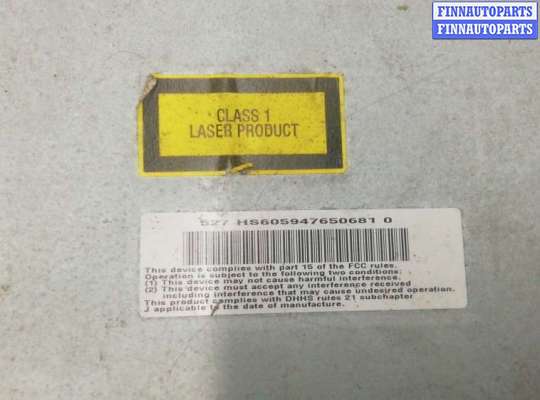 FINNAUTOPARTS
FINNAUTOPARTS
CLASS 1
LASER PRODUCT
S27 HS605947650681 0
This device complies with part 15 of the FCC rules.
Operation is subject to the following two conditions:
(1) This device may not cause harmful interference.
(2) This device must accept any interference received
including interference that may cause undesired operation.
This product complies with DHHS rules 21 subchapter
J applicable to the date of manufacture.